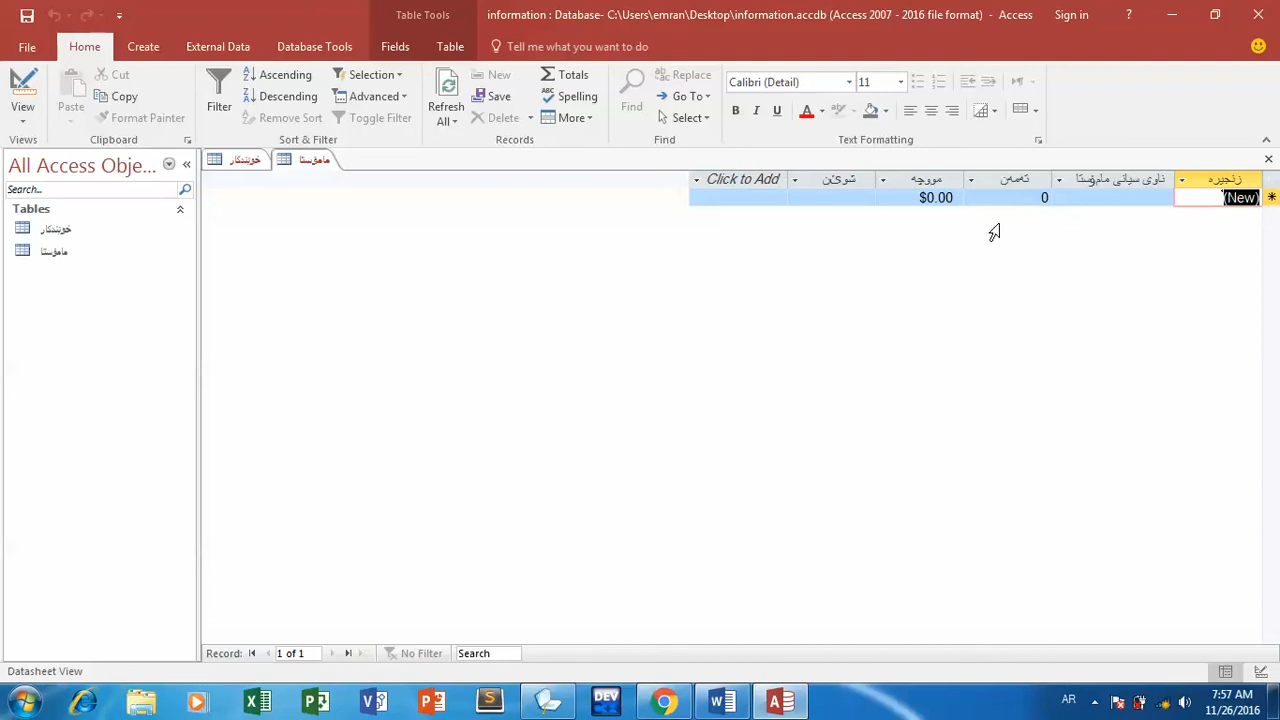 Table Tools
information : Database- C:\Users\emran\Desktop\information.accdb (Access 2007 - 2016 file format) - Access
Sign in
?
File
Home
Create
External Data
Database Tools
Fields
Table
Tell me what you want to do
View
Views
Paste
Cut
Copy
Format Painter
Clipboard
Filter
Ascending
Descending
Remove Sort
Selection
Advanced
Toggle Filter
Sort & Filter
Refresh
All
New
Save
Delete
Totals
Spelling
More
Records
Find
Replace
Go To
Select
Find
Calibri (Detail)
11
B I U
A
Text Formatting
All Access Obje...
Search...
Tables
خوێندکار
مامۆستا
خوێندکار
مامۆستا
زنجیرە
ناوی سیانی مامۆستا
تەمەن
مووچە
شوێن
Click to Add
(New)
0
$0.00
Record:
1 of 1
No Filter
Search
Datasheet View
DEV
AR
7:57 AM
11/26/2016